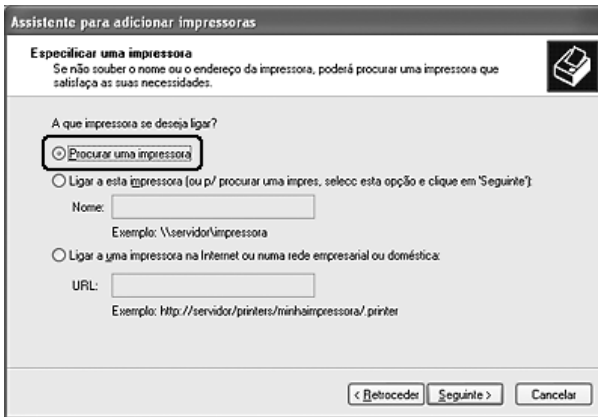 Assistente para adicionar impressoras
Especificar uma impressora
Se não souber o nome ou o endereço da impressora, poderá procurar uma impressora que
satisfaça as suas necessidades.
A que impressora se deseja ligar?
Procurar uma impressora
Ligar a esta impressora (ou p/ procurar uma impres, selecc esta opção e clique em 'Seguinte'):
Nome:
Exemplo: \\servidor\impressora
Ligar a uma impressora na Internet ou numa rede empresarial ou doméstica:
URL:
Exemplo: http://servidor/printers/minhaimpressora/.printer
< Retroceder
Seguinte >
Cancelar